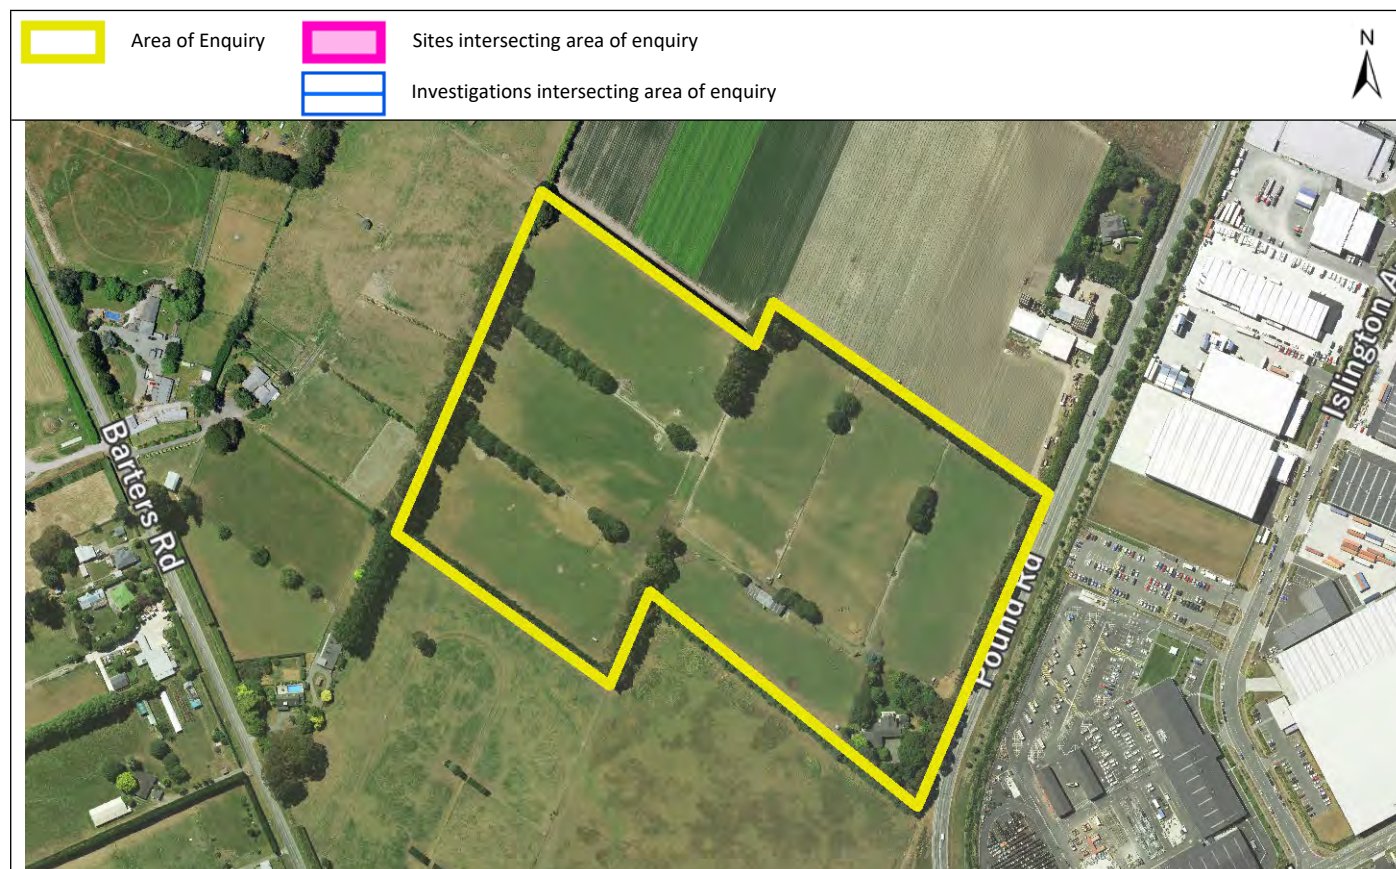 Area of Enquiry
Sites intersecting area of enquiry
Investigations intersecting area of enquiry
N
Barters Rd
Pound Rd
Islington A